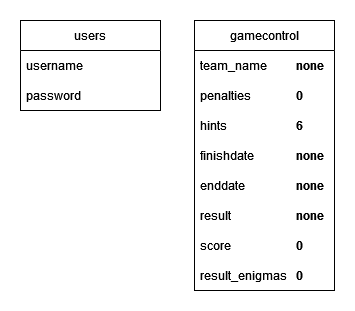 users
username
password
gamecontrol
team_name none
penalties 0
hints 6
finishdate none
enddate none
result none
score 0
result_enigmas 0